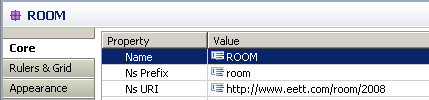 ROOM
Core
Rulers & Grid
Appearance
Property Value
Name ROOM
Ns Prefix room
Ns URI http://www.eett.com/room/2008